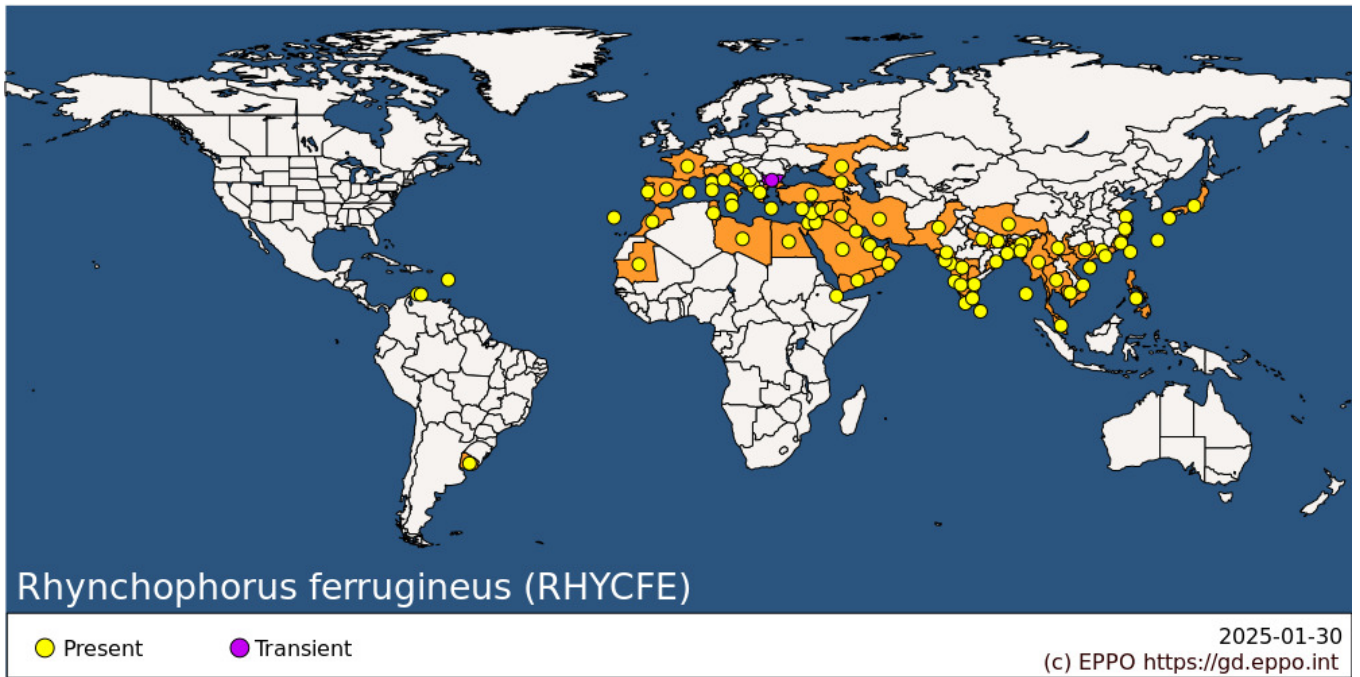 Rhynchophorus ferrugineus (RHYCFE)
Present
Transient
2025-01-30
(c) EPPO https://gd.eppo.int